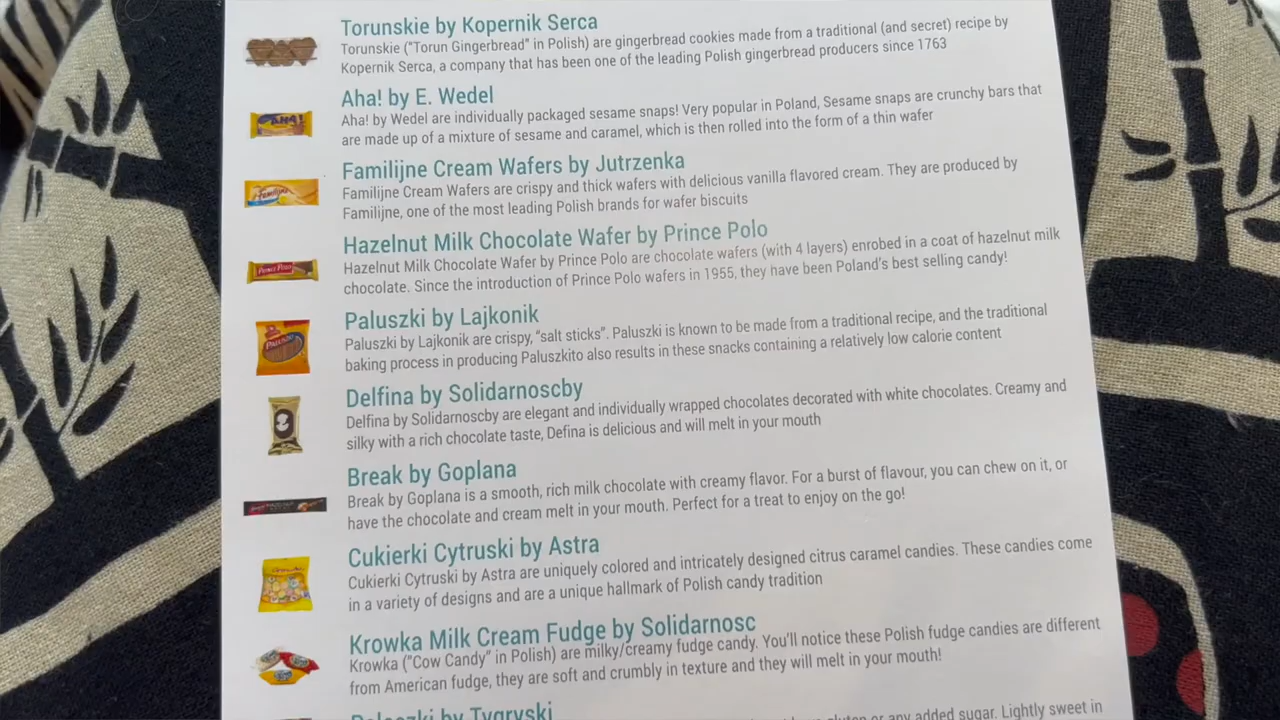 Torunskie by Kopernik Serca
Torunskie ("Torun Gingerbread" in Polish) are gingerbread cookies made from a traditional (and secret) recipe by
Kopernik Serca, a company that has been one of the leading Polish gingerbread producers since 1763
Aha! by E. Wedel
AHA!
Aha! by Wedel are individually packaged sesame snaps! Very popular in Poland, Sesame snaps are crunchy bars that
are made up of a mixture of sesame and caramel, which is then rolled into the form of a thin wafer
Familijne Cream Wafers by Jutrzenka
Familijne
Familijne Cream Wafers are crispy and thick wafers with delicious vanilla flavored cream. They are produced by
Familijne, one of the most leading Polish brands for wafer biscuits
Hazelnut Milk Chocolate Wafer by Prince Polo
PRINCE POLO
Hazelnut Milk Chocolate Wafer by Prince Polo are chocolate wafers (with 4 layers) enrobed in a coat of hazelnut milk
chocolate. Since the introduction of Prince Polo wafers in 1955, they have been Poland's best selling candy!
Paluszki by Lajkonik
PALUSZKI
Paluszki by Lajkonik are crispy, "salt sticks". Paluszki is known to be made from a traditional recipe, and the traditional
baking process in producing Paluszkito also results in these snacks containing a relatively low calorie content
Delfina by Solidarnoscby
Delfina by Solidarnoscby are elegant and individually wrapped chocolates decorated with white chocolates. Creamy and
silky with a rich chocolate taste, Defina is delicious and will melt in your mouth
Break by Goplana
Break by Goplana is a smooth, rich milk chocolate with creamy flavor. For a burst of flavour, you can chew on it, or
have the chocolate and cream melt in your mouth. Perfect for a treat to enjoy on the go!
Cukierki Cytruski by Astra
Cukierki Cytruski by Astra are uniquely colored and intricately designed citrus caramel candies. These candies come
in a variety of designs and are a unique hallmark of Polish candy tradition
Krowka Milk Cream Fudge by Solidarnosc
Krowka ("Cow Candy" in Polish) are milky/creamy fudge candy. You'll notice these Polish fudge candies are different
from American fudge, they are soft and crumbly in texture and they will melt in your mouth!
by Tygryski
gluten or any added sugar. Lightly sweet in